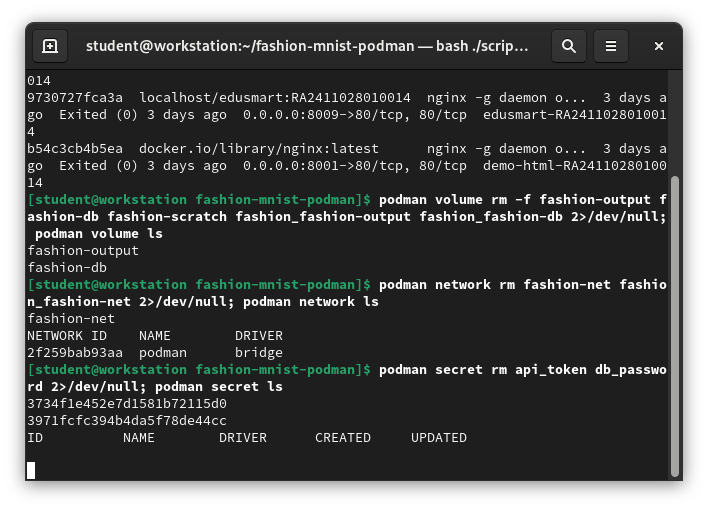 student@workstation:~/fashion-mnist-podman — bash ./scrip...
014
9730727fca3a  localhost/edusmart:RA2411028010014  nginx -g daemon o...  3 days a
go  Exited (0) 3 days ago  0.0.0.0:8009->80/tcp, 80/tcp  edusmart-RA241102801001
4
b54c3cb4b5ea  docker.io/library/nginx:latest      nginx -g daemon o...  3 days a
go  Exited (0) 3 days ago  0.0.0.0:8001->80/tcp, 80/tcp  demo-html-RA24110280100
14
[student@workstation fashion-mnist-podman]$ podman volume rm -f fashion-output f
ashion-db fashion-scratch fashion_fashion-output fashion_fashion-db 2>/dev/null;
 podman volume ls
fashion-output
fashion-db
[student@workstation fashion-mnist-podman]$ podman network rm fashion-net fashio
n_fashion-net 2>/dev/null; podman network ls
fashion-net
NETWORK ID    NAME        DRIVER
2f259bab93aa  podman      bridge
[student@workstation fashion-mnist-podman]$ podman secret rm api_token db_passwo
rd 2>/dev/null; podman secret ls
3734f1e452e7d1581b72115d0
3971fcfc394b4da5f78de44cc
ID          NAME        DRIVER      CREATED     UPDATED